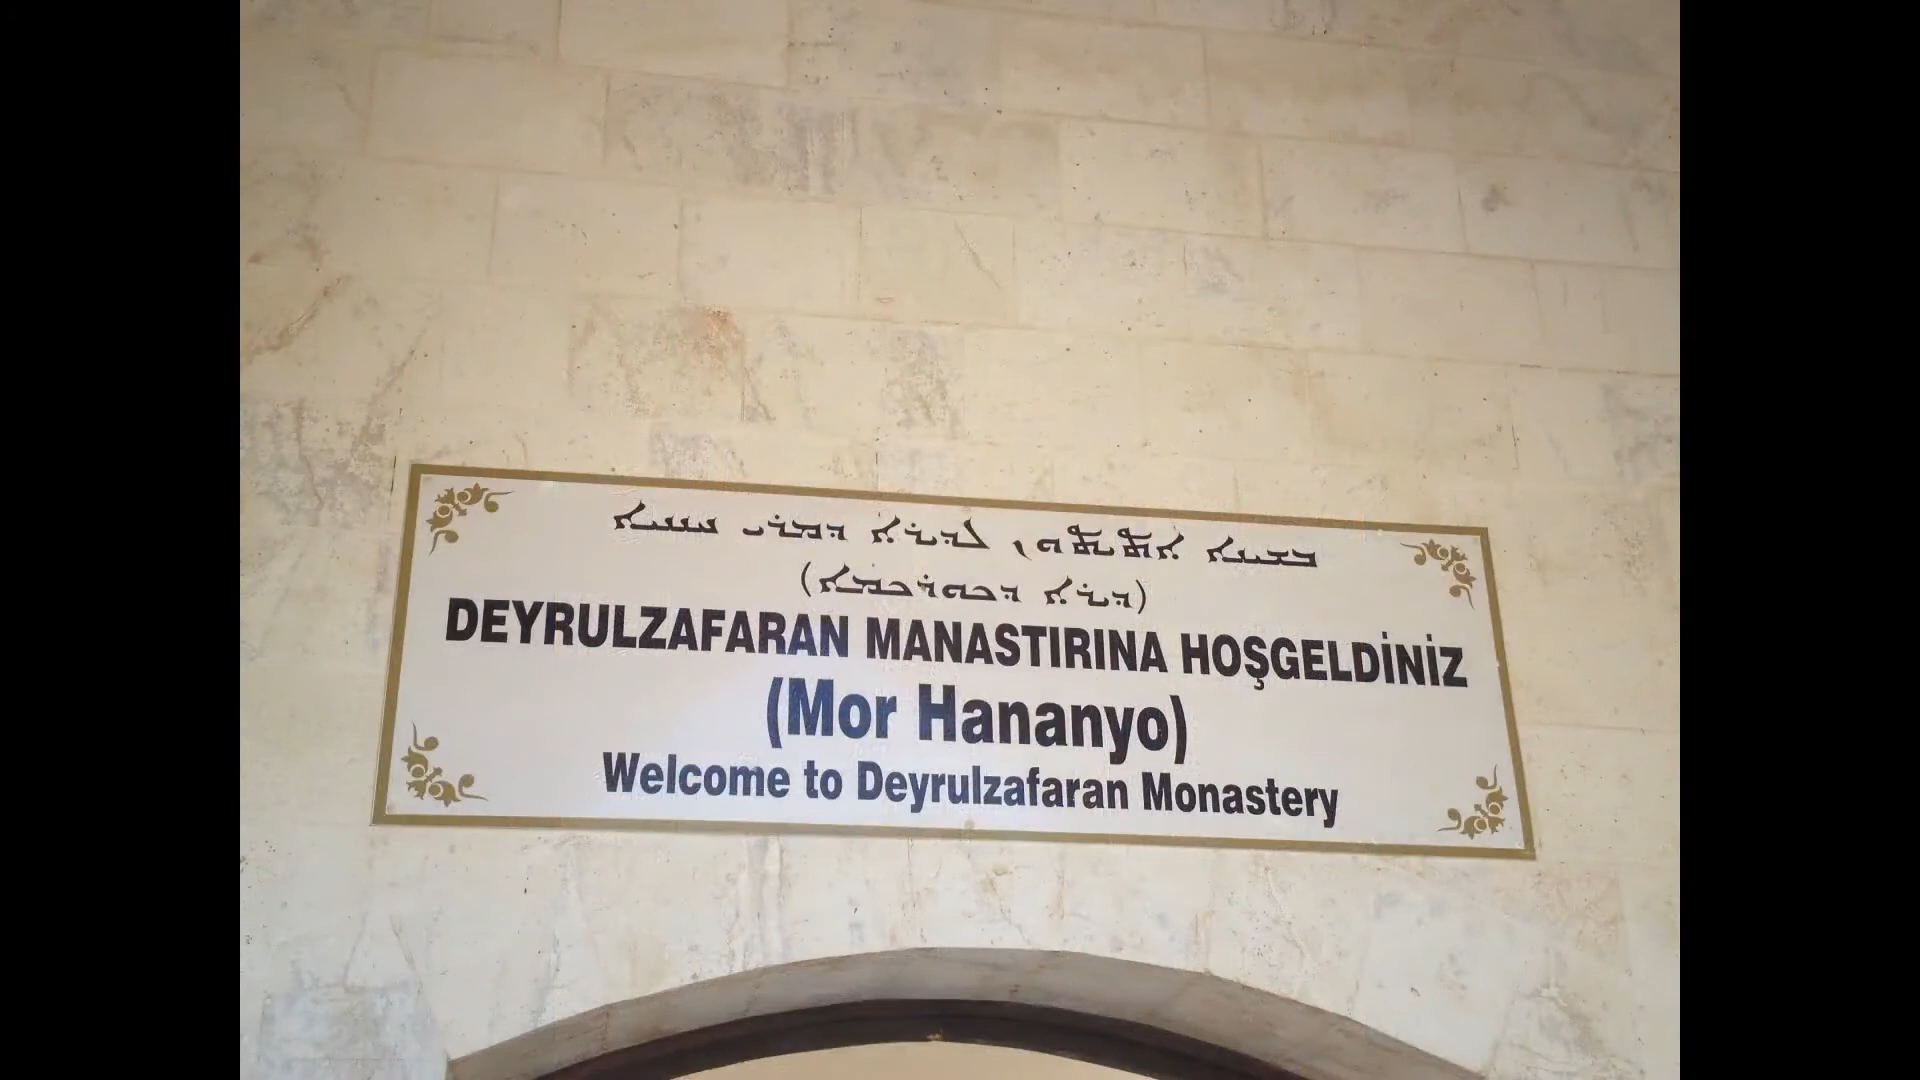 ܒܫܝܢܐ ܐܬܝܬܘܢ ܠܕܝܪܐ ܕܡܪܝ ܚܢܢܝܐ
(ܕܝܪܐ ܕܟܘܪܟܡܐ)
DEYRULZAFARAN MANASTIRINA HOŞGELDİNİZ
(Mor Hananyo)
Welcome to Deyrulzafaran Monastery